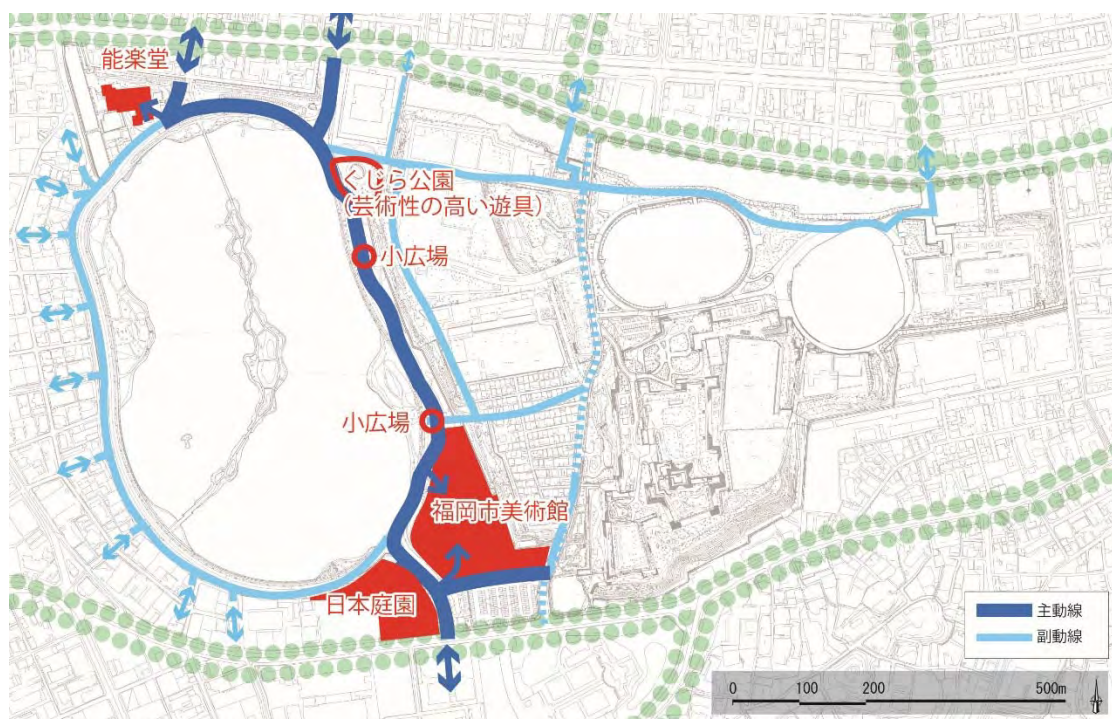 能楽堂
くじら公園
（芸術性の高い遊具）
小広場
小広場
福岡市美術館
日本庭園
主動線
副動線
0 100 200 500m